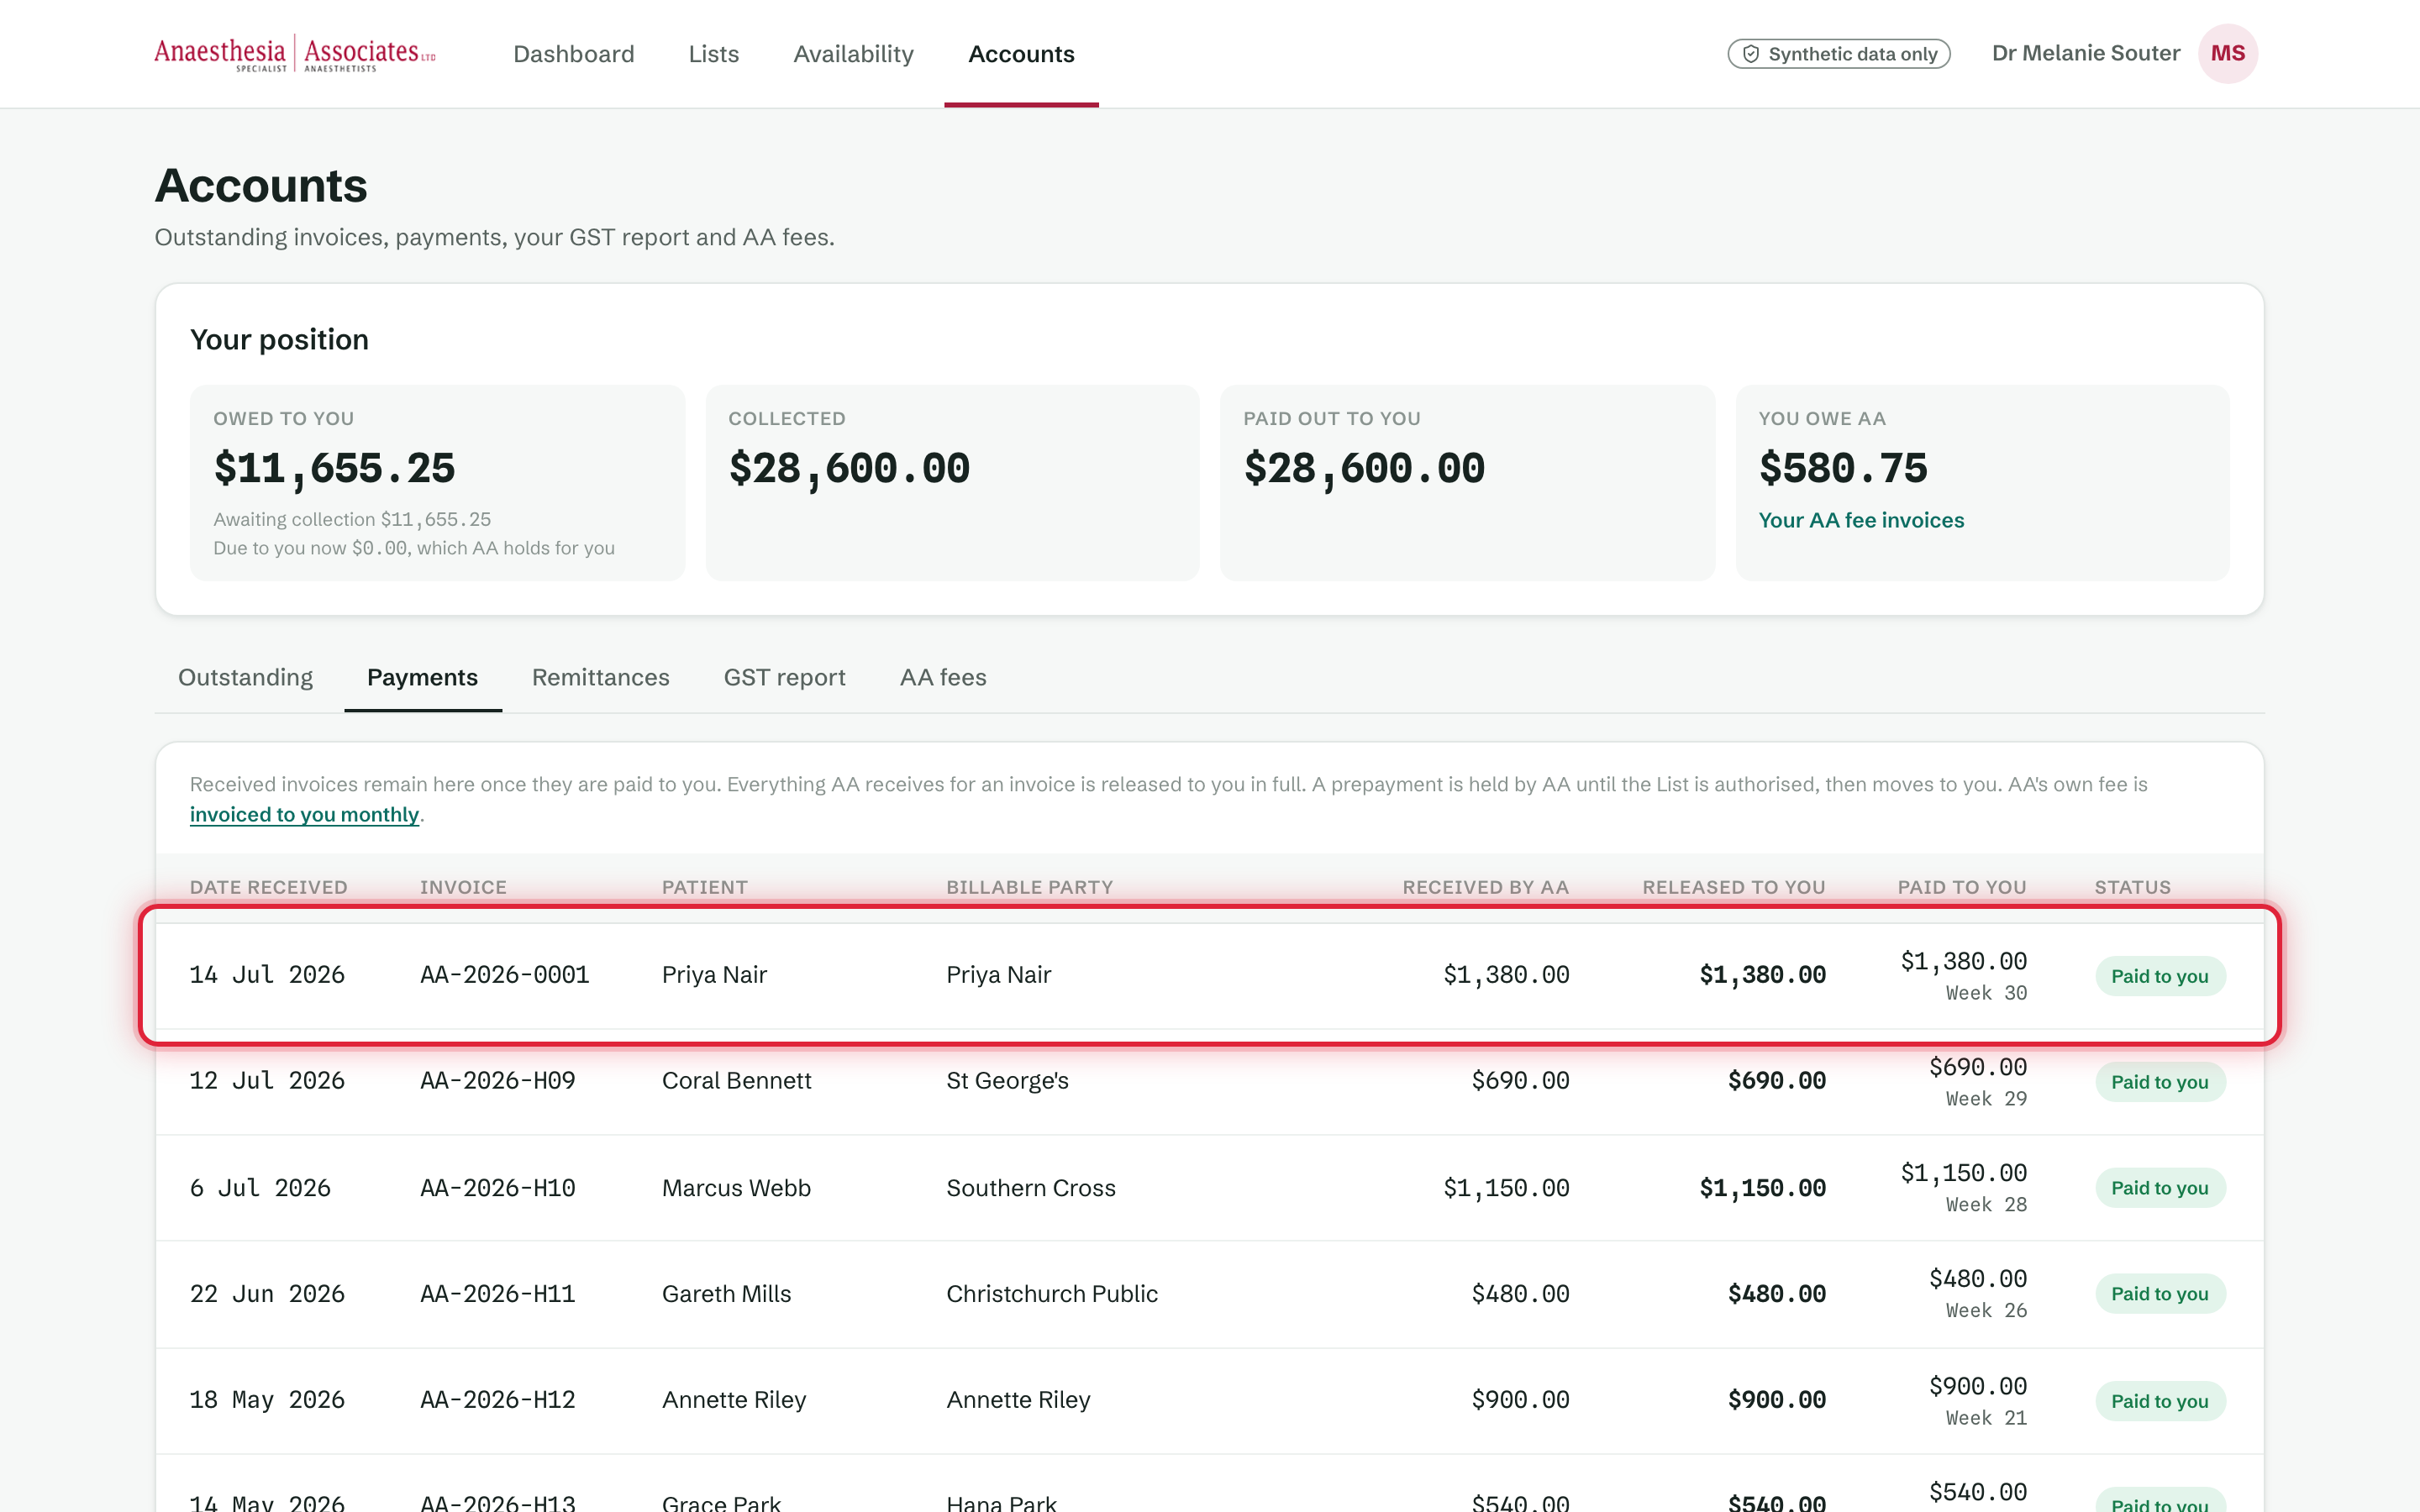 Anaesthesia Associates LTD
SPECIALIST ANAESTHETISTS
Dashboard Lists Availability Accounts
Synthetic data only
Dr Melanie Souter MS
Accounts
Outstanding invoices, payments, your GST report and AA fees.
Your position
OWED TO YOU
$11,655.25
Awaiting collection $11,655.25
Due to you now $0.00, which AA holds for you
COLLECTED
$28,600.00
PAID OUT TO YOU
$28,600.00
YOU OWE AA
$580.75
Your AA fee invoices
Outstanding Payments Remittances GST report AA fees
Received invoices remain here once they are paid to you. Everything AA receives for an invoice is released to you in full. A prepayment is held by AA until the List is authorised, then moves to you. AA's own fee is
invoiced to you monthly.
DATE RECEIVED INVOICE PATIENT BILLABLE PARTY RECEIVED BY AA RELEASED TO YOU PAID TO YOU STATUS
14 Jul 2026 AA-2026-0001 Priya Nair Priya Nair $1,380.00 $1,380.00 $1,380.00 Paid to you
Week 30
12 Jul 2026 AA-2026-H09 Coral Bennett St George's $690.00 $690.00 $690.00 Paid to you
Week 29
6 Jul 2026 AA-2026-H10 Marcus Webb Southern Cross $1,150.00 $1,150.00 $1,150.00 Paid to you
Week 28
22 Jun 2026 AA-2026-H11 Gareth Mills Christchurch Public $480.00 $480.00 $480.00 Paid to you
Week 26
18 May 2026 AA-2026-H12 Annette Riley Annette Riley $900.00 $900.00 $900.00 Paid to you
Week 21
14 May 2026 AA-2026-H13 Grace Park Hana Park $540.00 $540.00 $540.00 Paid to you